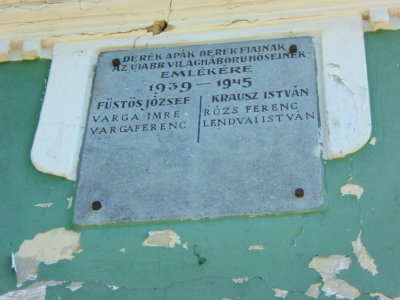 DERÉK APÁK DERÉK FIAJNAK
AZ ÚJABB VILÁGHÁBORÚ HŐSEINEK
EMLÉKÉRE
1939-1945
FÜSTÖS JÓZSEF
VARGA IMRE
VARGA FERENC
KRAUSZ ISTVÁN
RÓZS FERENC
LENDVAI ISTVÁN